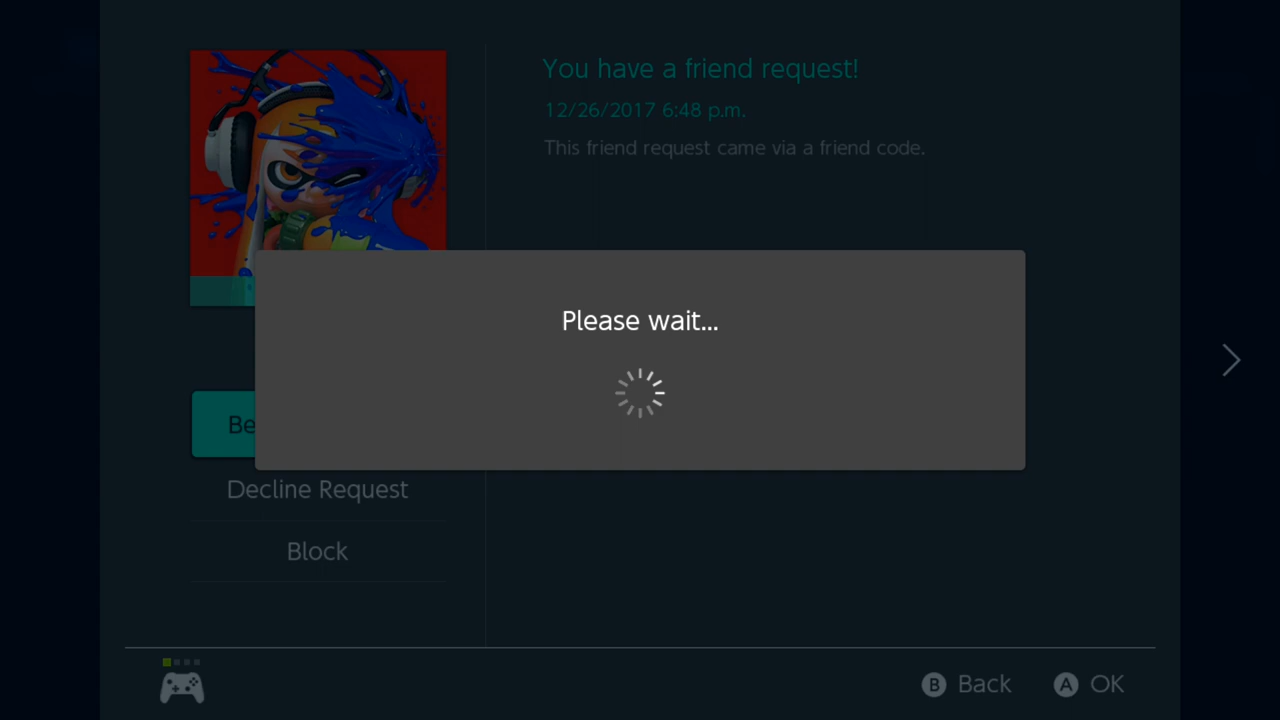 You have a friend request!
12/26/2017 6:48 p.m.
This friend request came via a friend code.
Please wait...
Be
Decline Request
Block
B Back
A OK